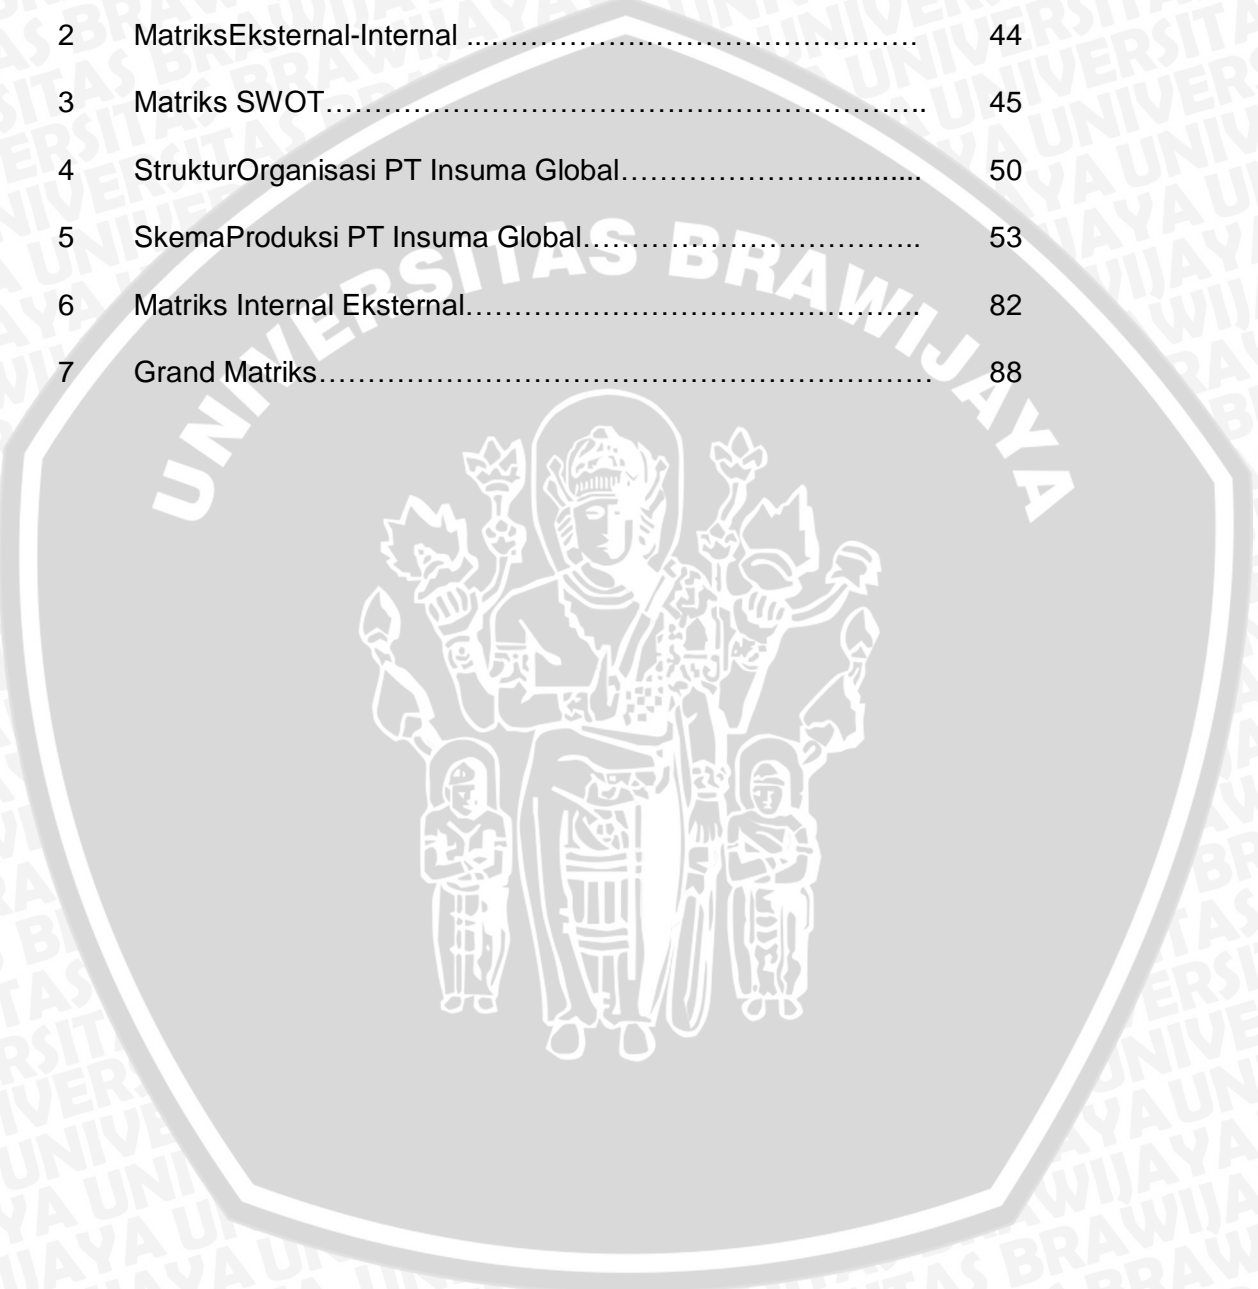 2 MatriksEksternal-Internal ...…………….………………………. 44
3 Matriks SWOT…………………………………………………….. 45
4 StrukturOrganisasi PT Insuma Global…………………............ 50
5 SkemaProduksi PT Insuma Global…………………………….. 53
6 Matriks Internal Eksternal……………………………………….. 82
7 Grand Matriks……………………………………………………… 88
UNIVERSITAS BRAWIJAYA